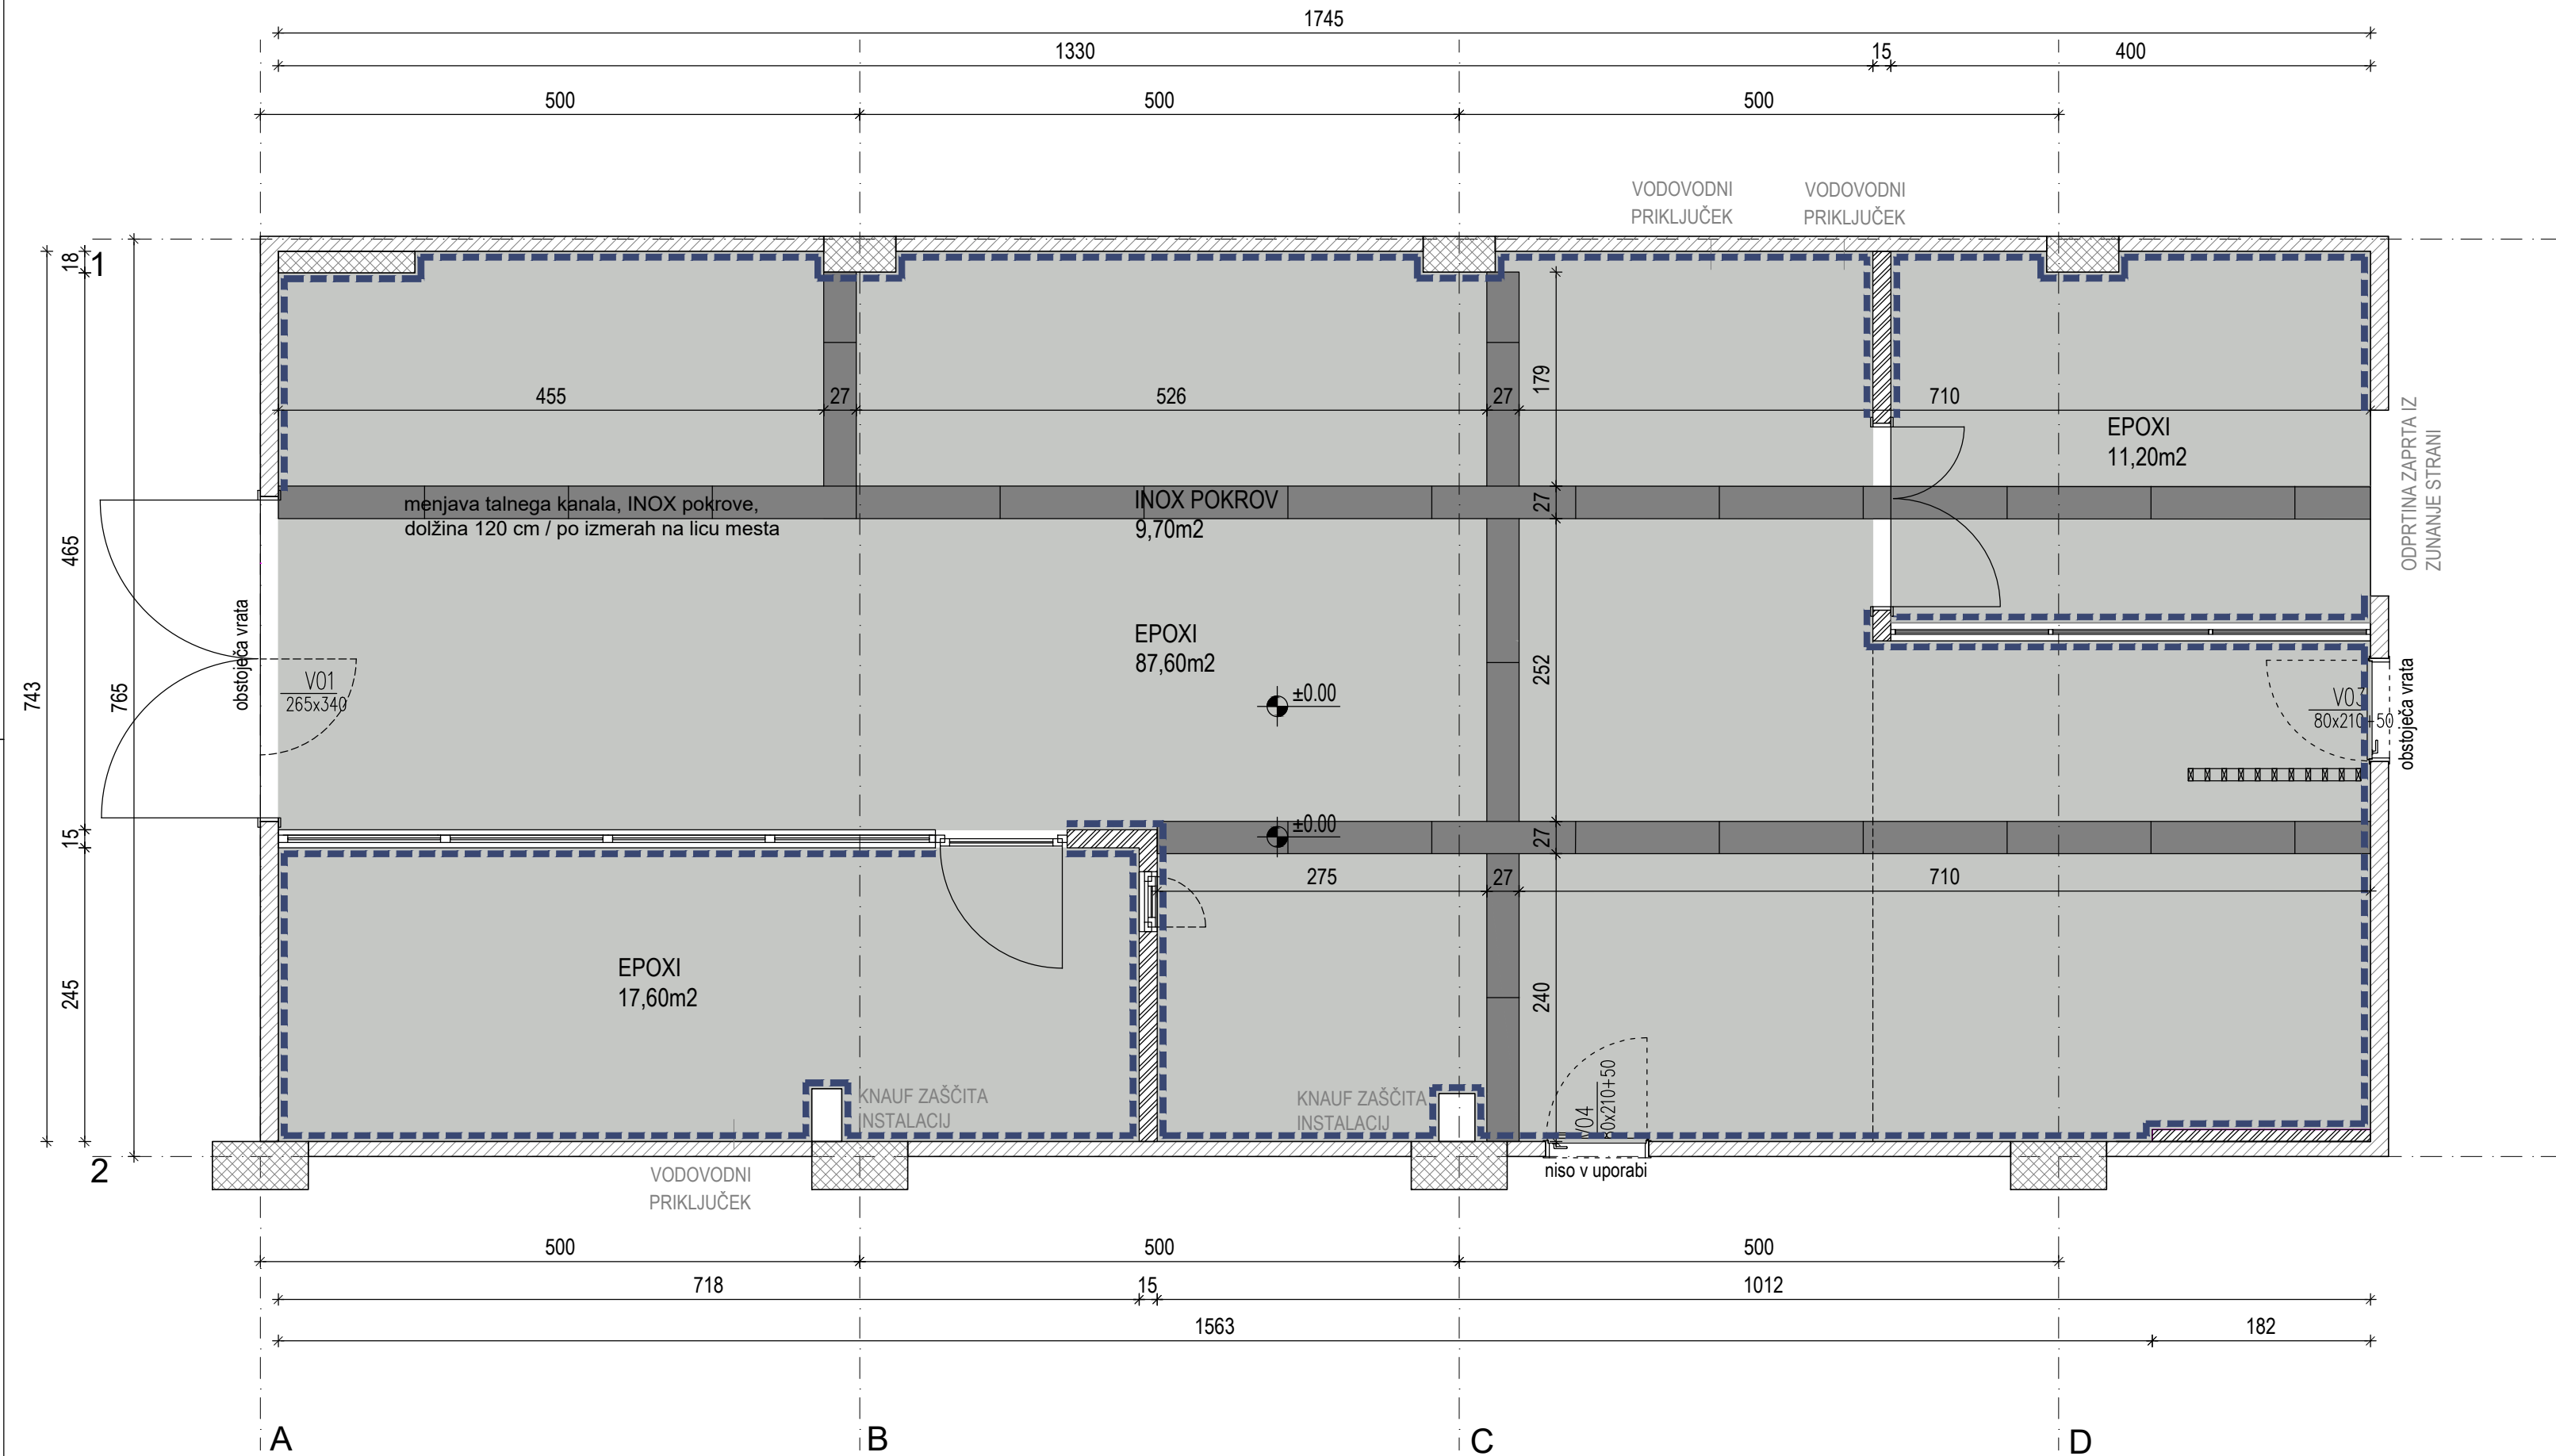 1745
1330
15
400
500
500
500
VODOVODNI
PRIKLJUČEK
VODOVODNI
PRIKLJUČEK
1
18
465
15
245
743
765
455
27
526
27
710
179
EPOXI
11,20m2
ODPRTINA ZAPRTA IZ
ZUNANJE STRANI
menjava talnega kanala, INOX pokrove,
dolžina 120 cm / po izmerah na licu mesta
INOX POKROV
9,70m2
27
obstoječa vrata
V01
265x340
EPOXI
87,60m2
±0.00
252
V03
80x210+50
obstoječa vrata
±0.00
27
275
27
710
EPOXI
17,60m2
240
KNAUF ZAŠČITA
INSTALACIJ
KNAUF ZAŠČITA
INSTALACIJ
V04
80x210+50
niso v uporabi
2
VODOVODNI
PRIKLJUČEK
500
500
500
718
15
1012
1563
182
A
B
C
D